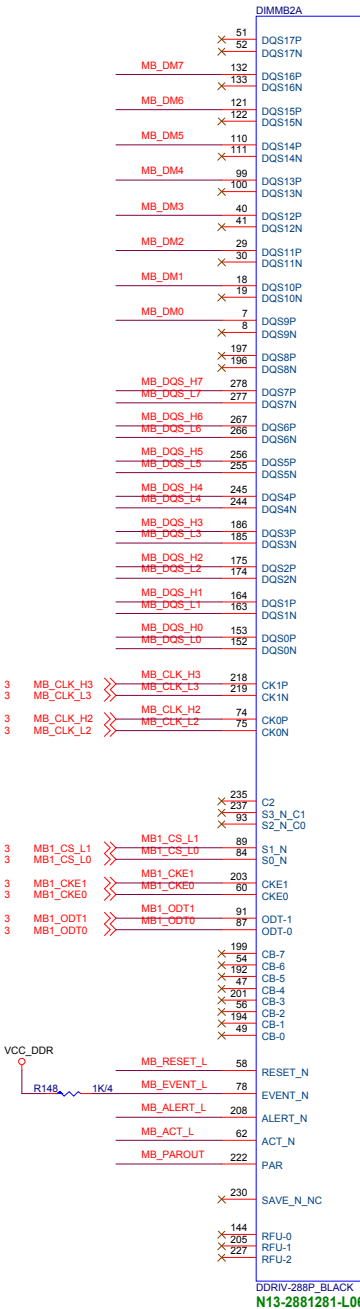 DIMMB2A
51 DQS17P
52 DQS17N
MB_DM7 132 DQS16P
133 DQS16N
MB_DM6 121 DQS15P
122 DQS15N
MB_DM5 110 DQS14P
111 DQS14N
MB_DM4 99 DQS13P
100 DQS13N
MB_DM3 40 DQS12P
41 DQS12N
MB_DM2 29 DQS11P
30 DQS11N
MB_DM1 18 DQS10P
19 DQS10N
MB_DM0 7 DQS9P
8 DQS9N
197 DQS8P
196 DQS8N
MB_DQS_H7 278 DQS7P
MB_DQS_L7 277 DQS7N
MB_DQS_H6 267 DQS6P
MB_DQS_L6 266 DQS6N
MB_DQS_H5 256 DQS5P
MB_DQS_L5 255 DQS5N
MB_DQS_H4 245 DQS4P
MB_DQS_L4 244 DQS4N
MB_DQS_H3 186 DQS3P
MB_DQS_L3 185 DQS3N
MB_DQS_H2 175 DQS2P
MB_DQS_L2 174 DQS2N
MB_DQS_H1 164 DQS1P
MB_DQS_L1 163 DQS1N
MB_DQS_H0 153 DQS0P
MB_DQS_L0 152 DQS0N
3 MB_CLK_H3 MB_CLK_H3 218 CK1P
3 MB_CLK_L3 MB_CLK_L3 219 CK1N
3 MB_CLK_H2 MB_CLK_H2 74 CK0P
3 MB_CLK_L2 MB_CLK_L2 75 CK0N
235 C2
237 S3_N_C1
93 S2_N_C0
3 MB1_CS_L1 MB1_CS_L1 89 S1_N
3 MB1_CS_L0 MB1_CS_L0 84 S0_N
3 MB1_CKE1 MB1_CKE1 203 CKE1
3 MB1_CKE0 MB1_CKE0 60 CKE0
3 MB1_ODT1 MB1_ODT1 91 ODT-1
3 MB1_ODT0 MB1_ODT0 87 ODT-0
199 CB-7
54 CB-6
192 CB-5
47 CB-4
201 CB-3
56 CB-2
194 CB-1
49 CB-0
VCC_DDR
MB_RESET_L 58 RESET_N
R148 1K/4 MB_EVENT_L 78 EVENT_N
MB_ALERT_L 208 ALERT_N
MB_ACT_L 62 ACT_N
MB_PAROUT 222 PAR
230 SAVE_N_NC
144 RFU-0
205 RFU-1
227 RFU-2
DDRIV-288P_BLACK
N13-2881281-L06